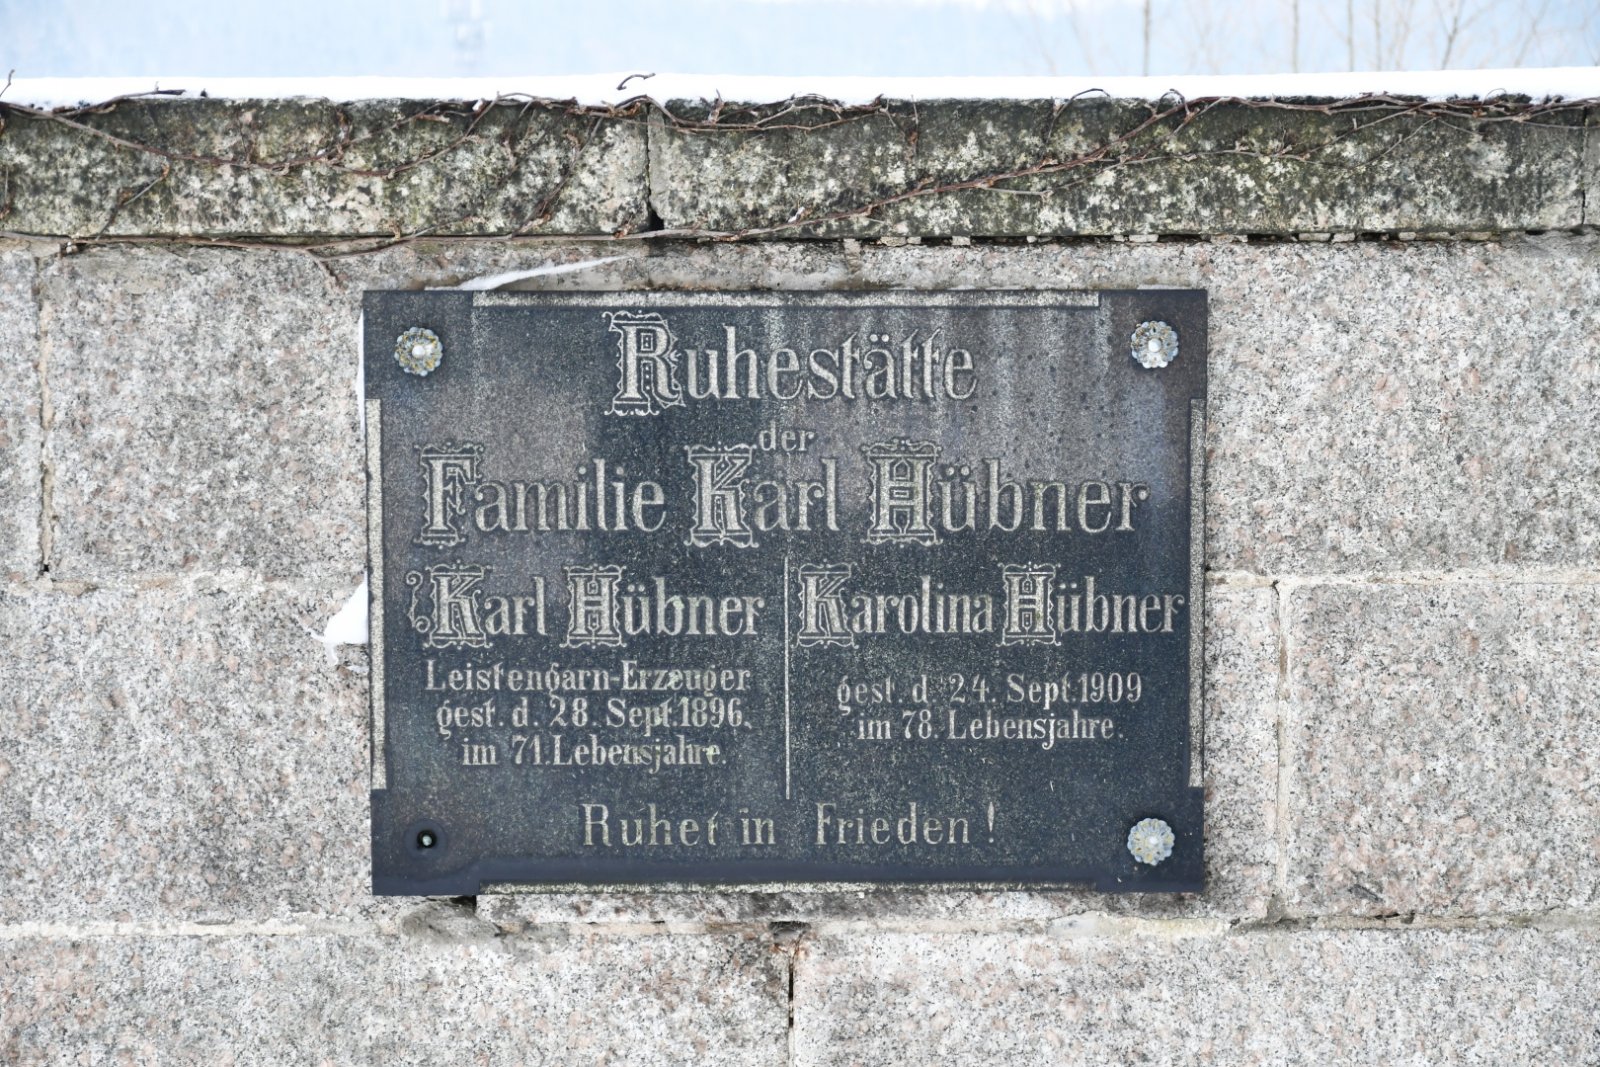 Ruhestätte
der
Familie Karl Hübner
Karl Hübner
Leistengarn-Erzeuger
gest. d. 28. Sept. 1896.
im 71. Lebensjahre.
Karolina Hübner
gest. d. 24. Sept. 1909
im 78. Lebensjahre.
Ruhet in Frieden!